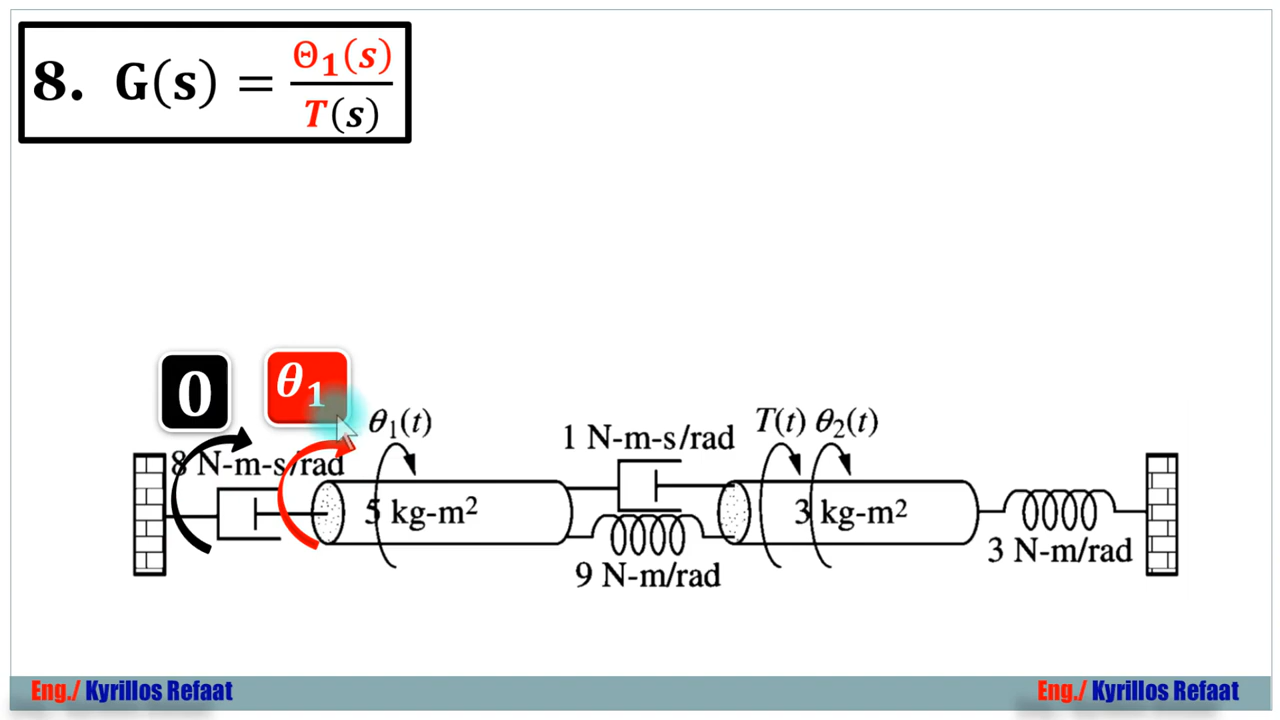 8. G(s) = Θ₁(s) / T(s)
0 θ₁
θ₁(t) 1 N-m-s/rad T(t) θ₂(t)
8 N-m-s/rad
5 kg-m² 3 kg-m²
9 N-m/rad 3 N-m/rad
Eng./ Kyrillos Refaat Eng./ Kyrillos Refaat